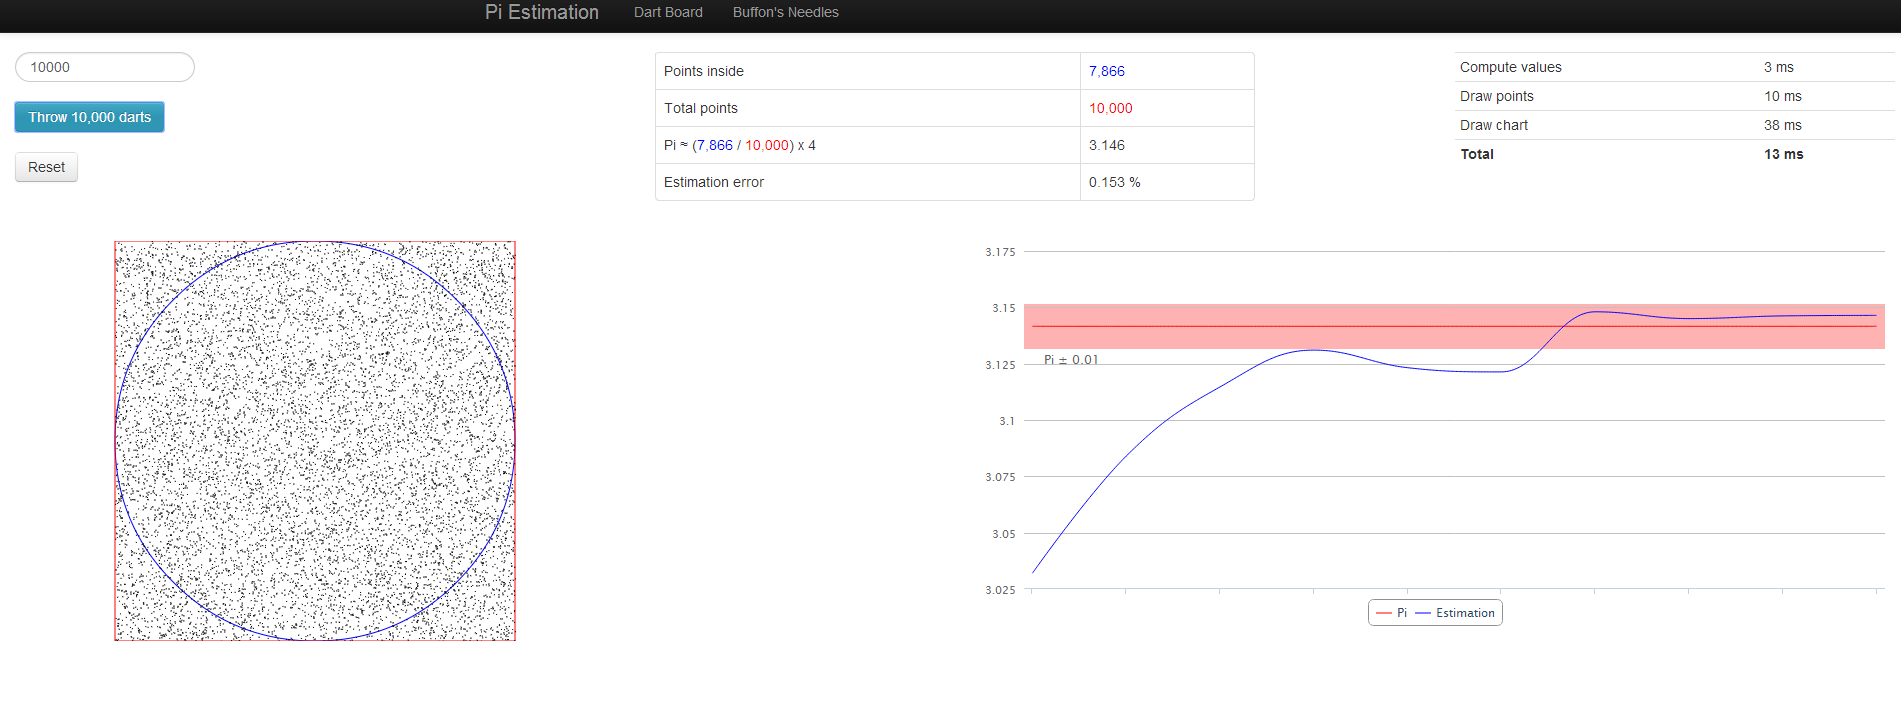 Pi Estimation Dart Board Buffon's Needles
10000
Throw 10,000 darts
Reset
Points inside 7,866
Total points 10,000
Pi ≈ (7,866 / 10,000) x 4 3.146
Estimation error 0.153 %
Compute values 3 ms
Draw points 10 ms
Draw chart 38 ms
Total 13 ms
3.175
3.15
Pi ± 0.01
3.125
3.1
3.075
3.05
3.025
Pi Estimation